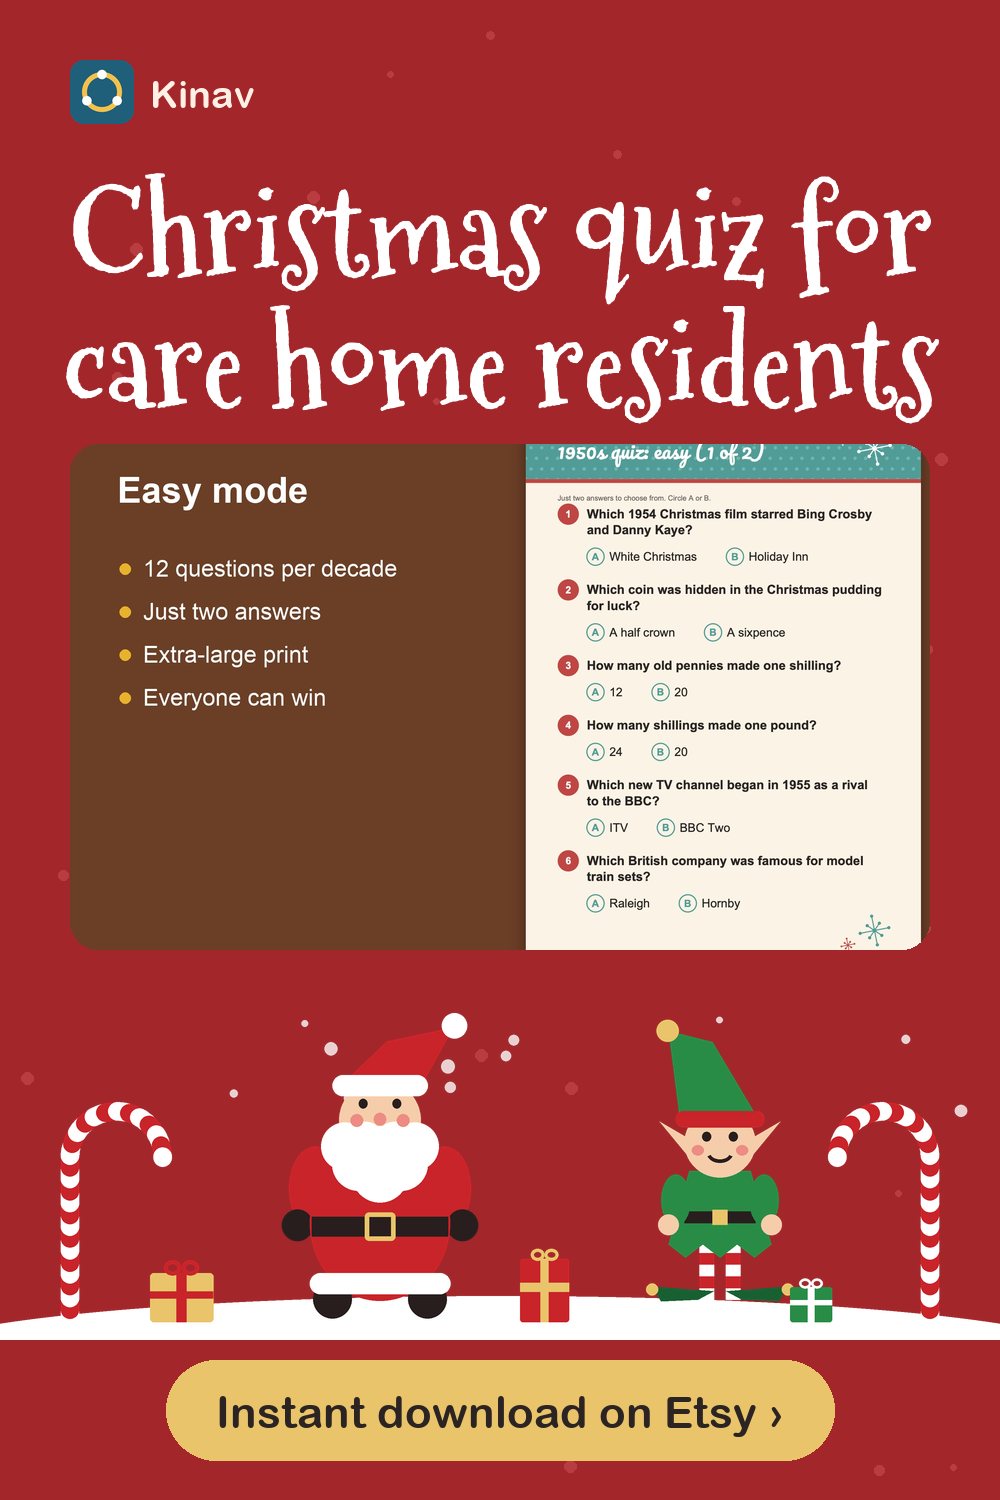 Kinav
Christmas quiz for
care home residents
Easy mode
12 questions per decade
Just two answers
Extra-large print
Everyone can win
1950s quiz: easy (1 of 2)
Just two answers to choose from. Circle A or B.
1 Which 1954 Christmas film starred Bing Crosby
and Danny Kaye?
A White Christmas B Holiday Inn
2 Which coin was hidden in the Christmas pudding
for luck?
A A half crown B A sixpence
3 How many old pennies made one shilling?
A 12 B 20
4 How many shillings made one pound?
A 24 B 20
5 Which new TV channel began in 1955 as a rival
to the BBC?
A ITV B BBC Two
6 Which British company was famous for model
train sets?
A Raleigh B Hornby
Instant download on Etsy ›